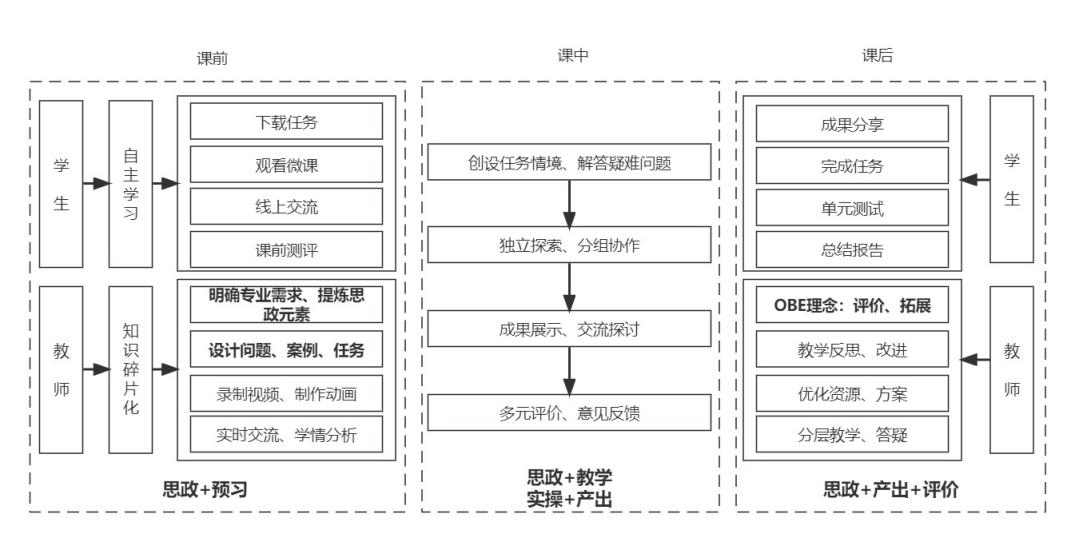 课前
课中
课后
学生
自主学习
下载任务
观看微课
线上交流
课前测评
教师
知识碎片化
明确专业需求、提炼思
政元素
设计问题、案例、任务
录制视频、制作动画
实时交流、学情分析
思政+预习
创设任务情境、解答疑难问题
独立探索、分组协作
成果展示、交流探讨
多元评价、意见反馈
思政+教学
实操+产出
成果分享
完成任务
单元测试
总结报告
学生
OBE理念：评价、拓展
教学反思、改进
优化资源、方案
分层教学、答疑
教师
思政+产出+评价